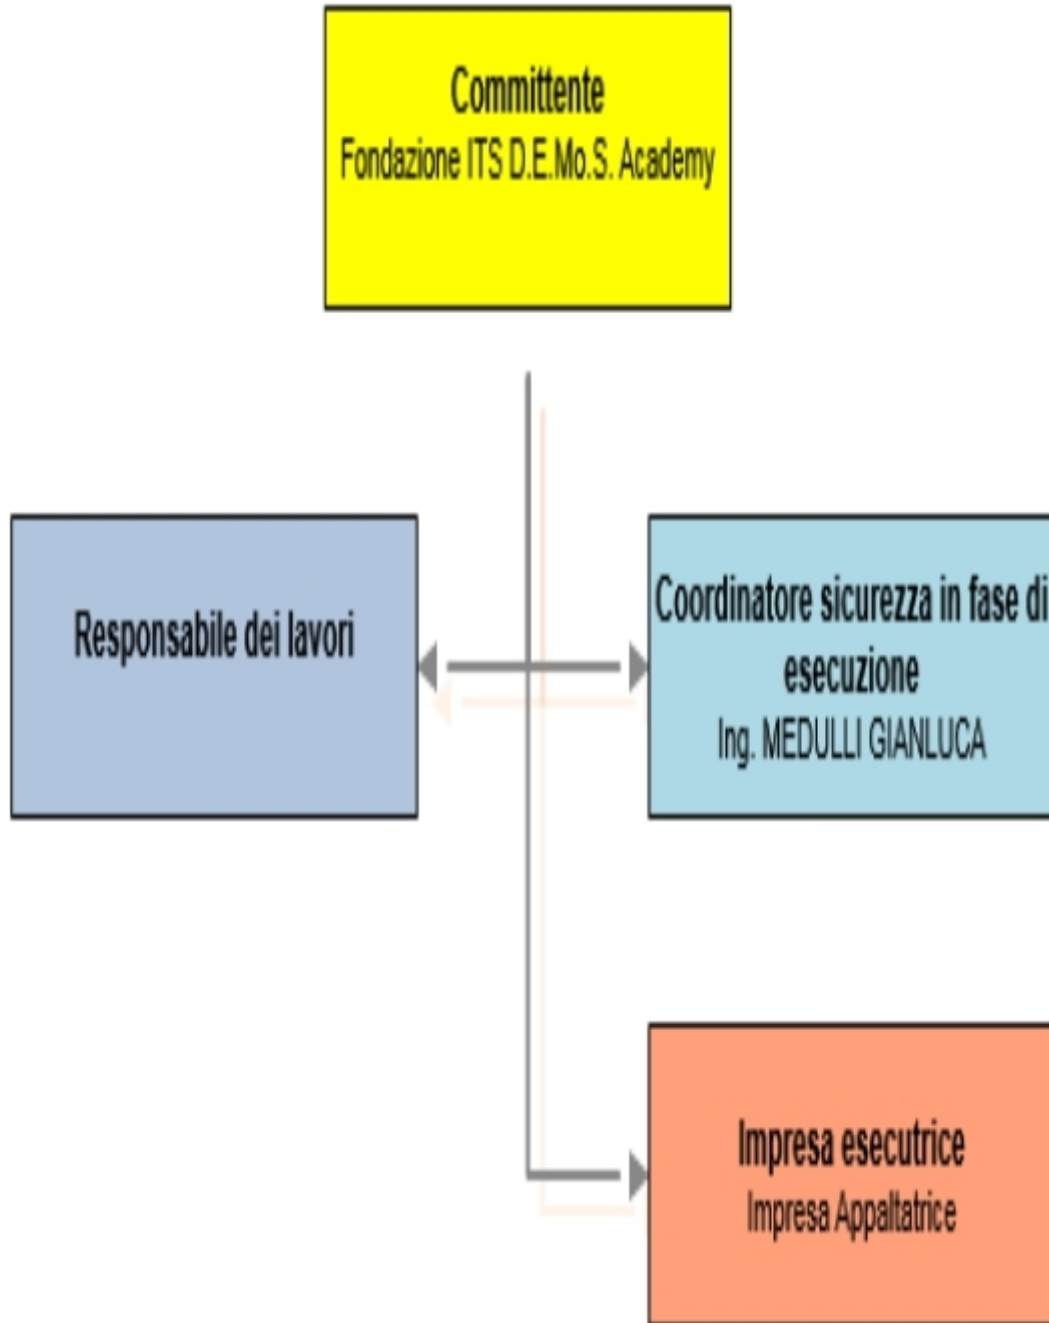 Committente
Fondazione ITS D.E.Mo.S. Academy
Responsabile dei lavori
Coordinatore sicurezza in fase di
esecuzione
Ing. MEDULLI GIANLUCA
Impresa esecutrice
Impresa Appaltatrice